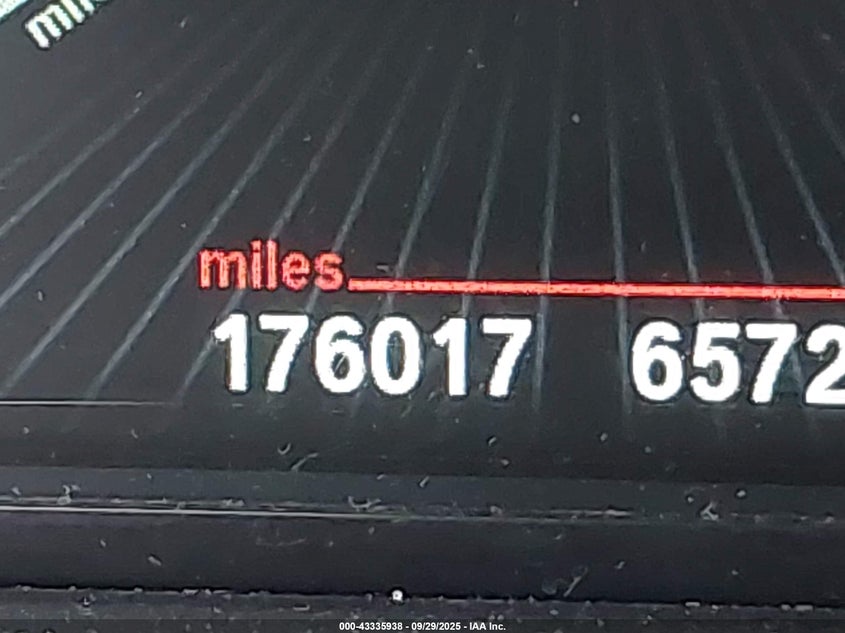 miles
176017 6572
000-43335938 - 09/29/2025 - IAA Inc.